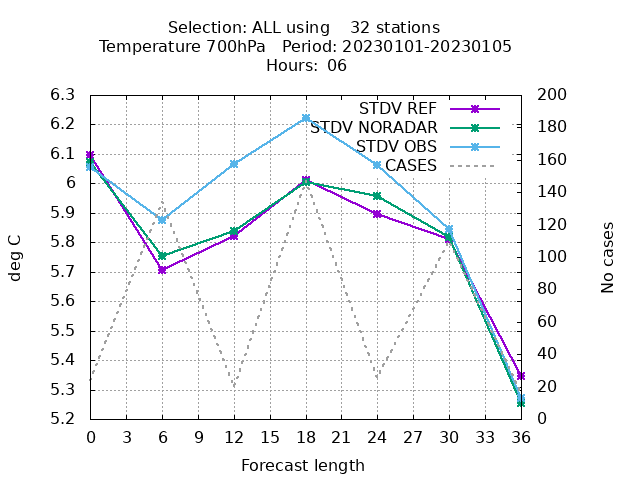 Selection: ALL using    32 stations
Temperature 700hPa   Period: 20230101-20230105
Hours:  06
STDV REF
STDV NORADAR
STDV OBS
CASES
6.3
6.2
6.1
6
5.9
5.8
5.7
5.6
5.5
5.4
5.3
5.2
deg C
200
180
160
140
120
100
80
60
40
20
0
No cases
0 3 6 9 12 15 18 21 24 27 30 33 36
Forecast length